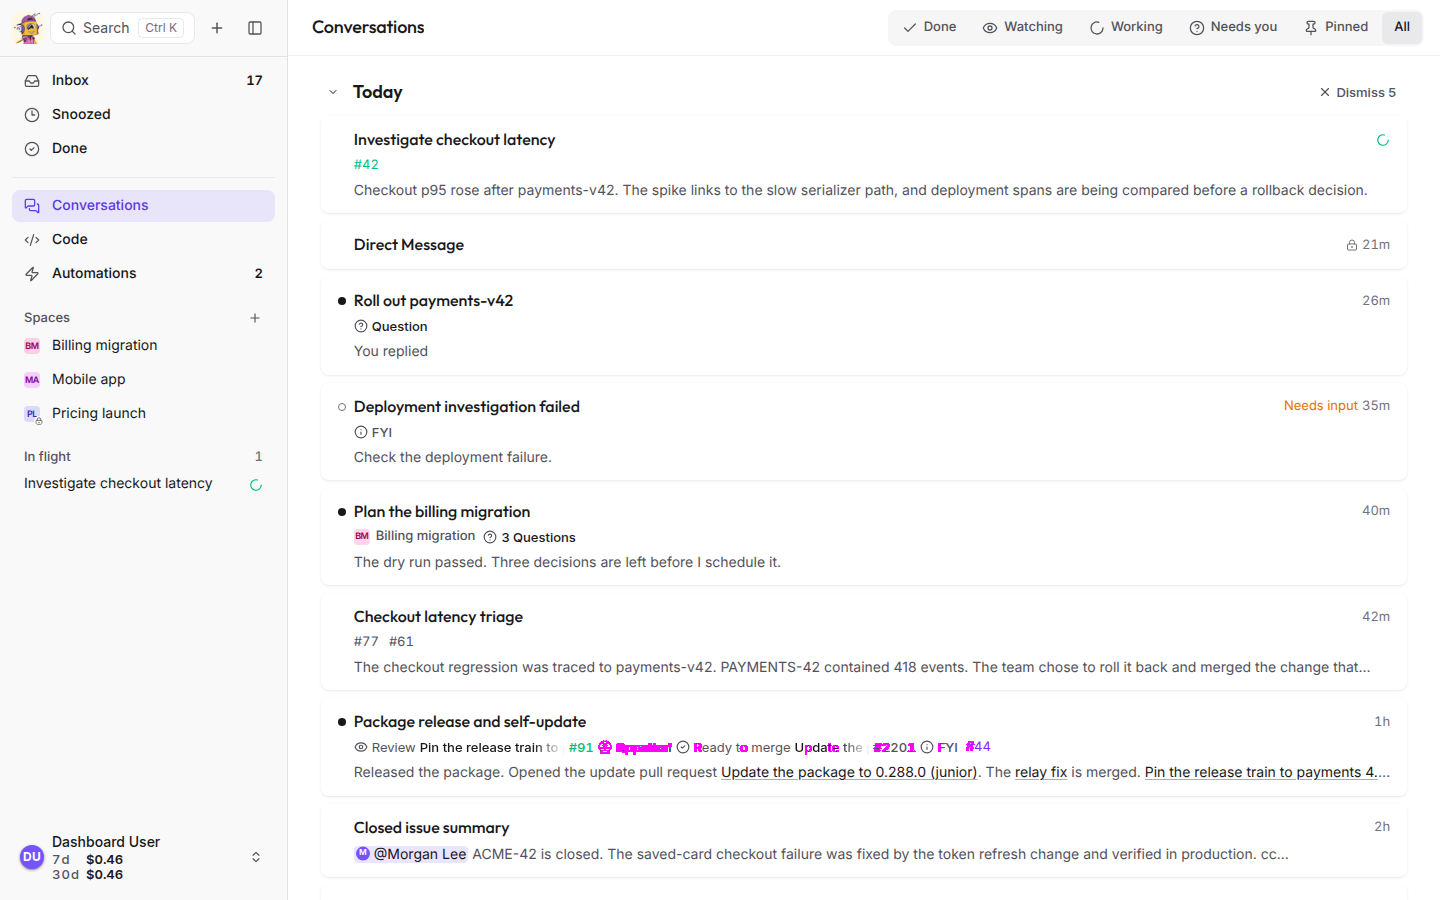 Search Ctrl K
Inbox 17
Snoozed
Done
Conversations
Code
Automations 2
Spaces
BM Billing migration
MA Mobile app
PL Pricing launch
In flight 1
Investigate checkout latency
DU Dashboard User
7d $0.46
30d $0.46
Conversations
Done Watching Working Needs you Pinned All
Today
Dismiss 5
Investigate checkout latency
#42
Checkout p95 rose after payments-v42. The spike links to the slow serializer path, and deployment spans are being compared before a rollback decision.
Direct Message 21m
Roll out payments-v42 26m
Question
You replied
Deployment investigation failed Needs input 35m
FYI
Check the deployment failure.
Plan the billing migration 40m
BM Billing migration 3 Questions
The dry run passed. Three decisions are left before I schedule it.
Checkout latency triage 42m
#77 #61
The checkout regression was traced to payments-v42. PAYMENTS-42 contained 418 events. The team chose to roll it back and merged the change that...
Package release and self-update 1h
Review Pin the release train to #91 Ready to merge Update the FYI #44
Released the package. Opened the update pull request Update the package to 0.288.0 (junior). The relay fix is merged. Pin the release train to payments 4....
Closed issue summary 2h
M @Morgan Lee ACME-42 is closed. The saved-card checkout failure was fixed by the token refresh change and verified in production. cc...